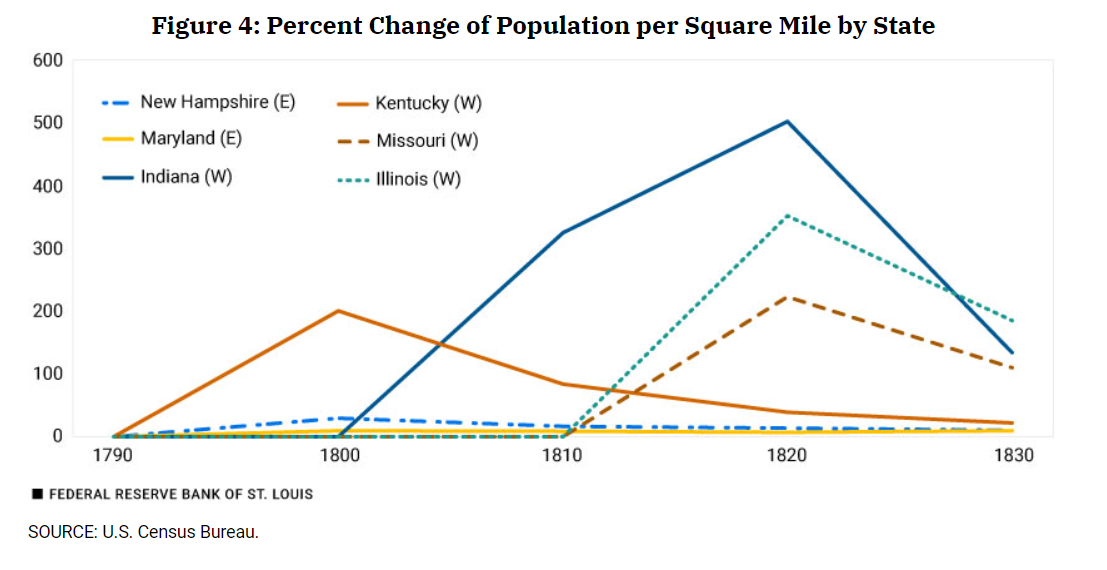 Figure 4: Percent Change of Population per Square Mile by State
600
500
400
300
200
100
0
New Hampshire (E)
Maryland (E)
Indiana (W)
Kentucky (W)
Missouri (W)
Illinois (W)
1790 1800 1810 1820 1830
FEDERAL RESERVE BANK OF ST. LOUIS
SOURCE: U.S. Census Bureau.